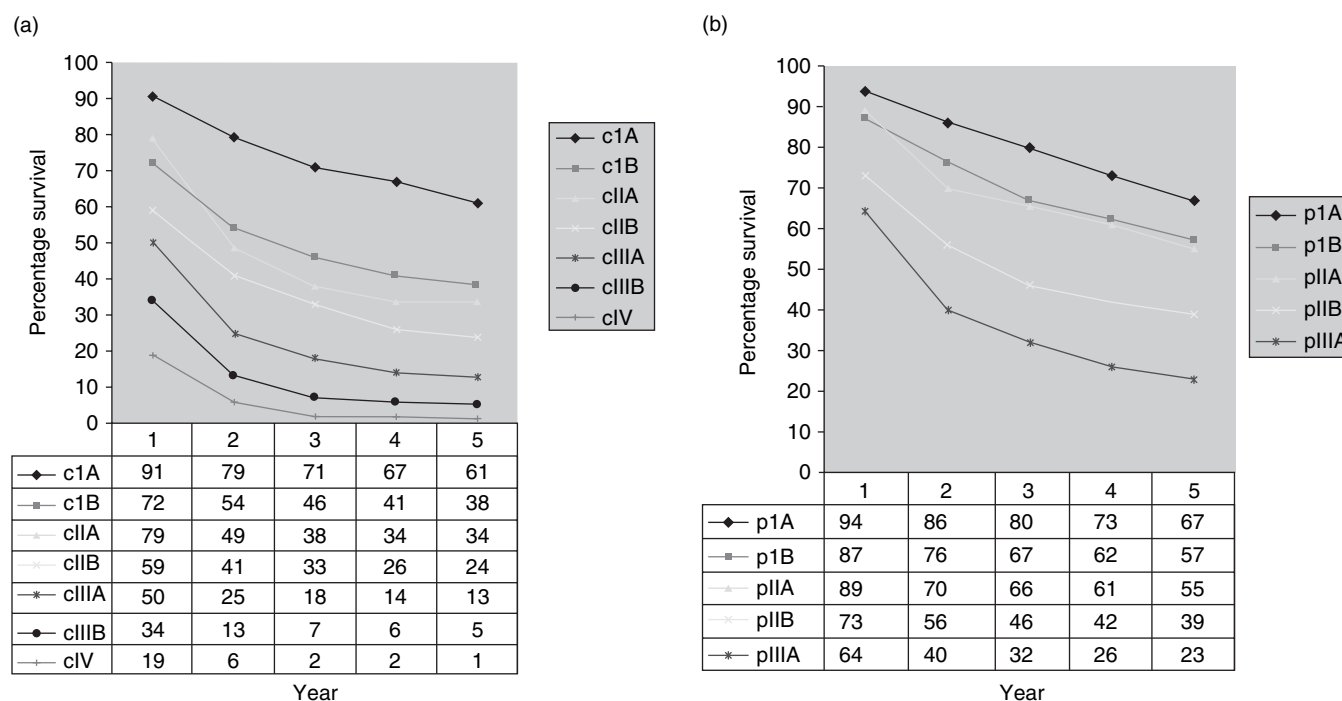 (a)
100
90
80
70
60
50
40
30
20
10
0
Percentage survival
c1A
c1B
cIIA
cIIB
cIIIA
cIIIB
cIV
1 2 3 4 5
c1A 91 79 71 67 61
c1B 72 54 46 41 38
cIIA 79 49 38 34 34
cIIB 59 41 33 26 24
cIIIA 50 25 18 14 13
cIIIB 34 13 7 6 5
cIV 19 6 2 2 1
Year
(b)
100
90
80
70
60
50
40
30
20
10
0
Percentage survival
p1A
p1B
pIIA
pIIB
pIIIA
1 2 3 4 5
p1A 94 86 80 73 67
p1B 87 76 67 62 57
pIIA 89 70 66 61 55
pIIB 73 56 46 42 39
pIIIA 64 40 32 26 23
Year